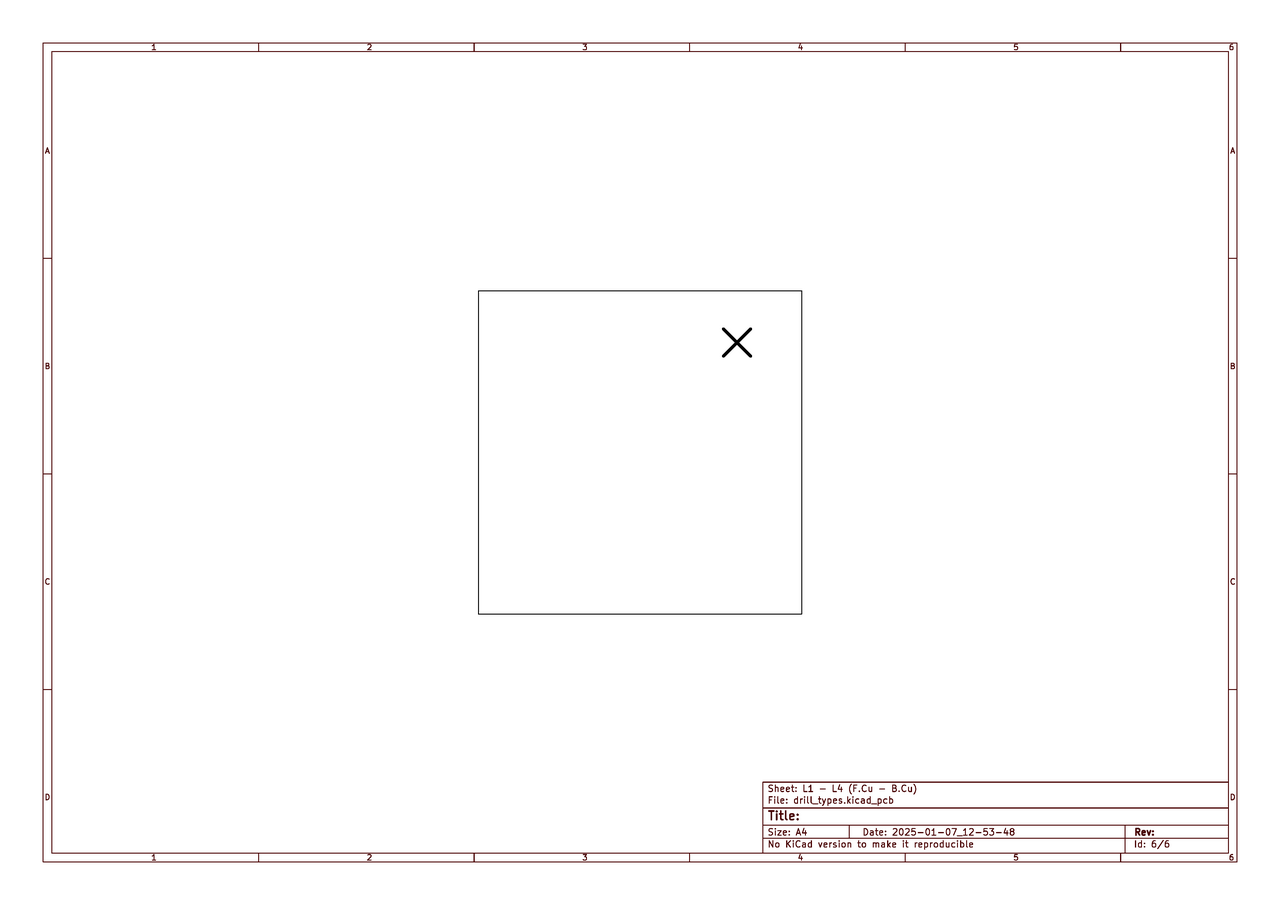 1 2 3 4 5 6
A A
B B
C C
D D
Sheet: L1 - L4 (F.Cu - B.Cu)
File: drill_types.kicad_pcb
Title:
Size: A4 Date: 2025-01-07_12-53-48 Rev:
No KiCad version to make it reproducible Id: 6/6
1 2 3 4 5 6